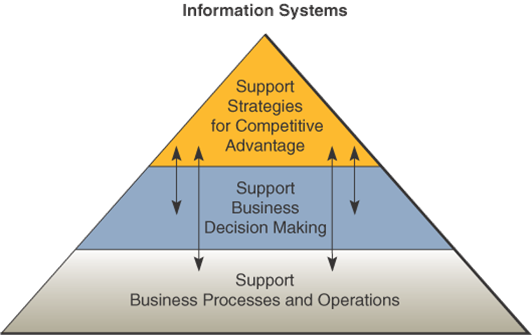 Information Systems
Support
Strategies
for Competitive
Advantage
Support
Business
Decision Making
Support
Business Processes and Operations